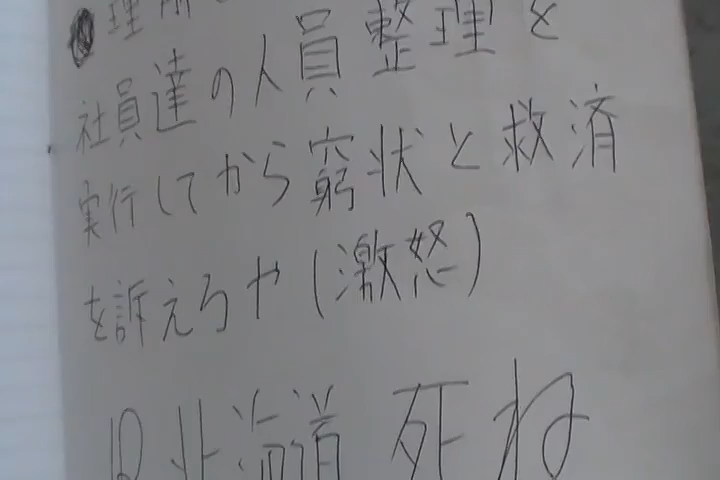 社員達の人員整理を
実行してから窮状と救済
を訴えろや(激怒)
北海道 死ね